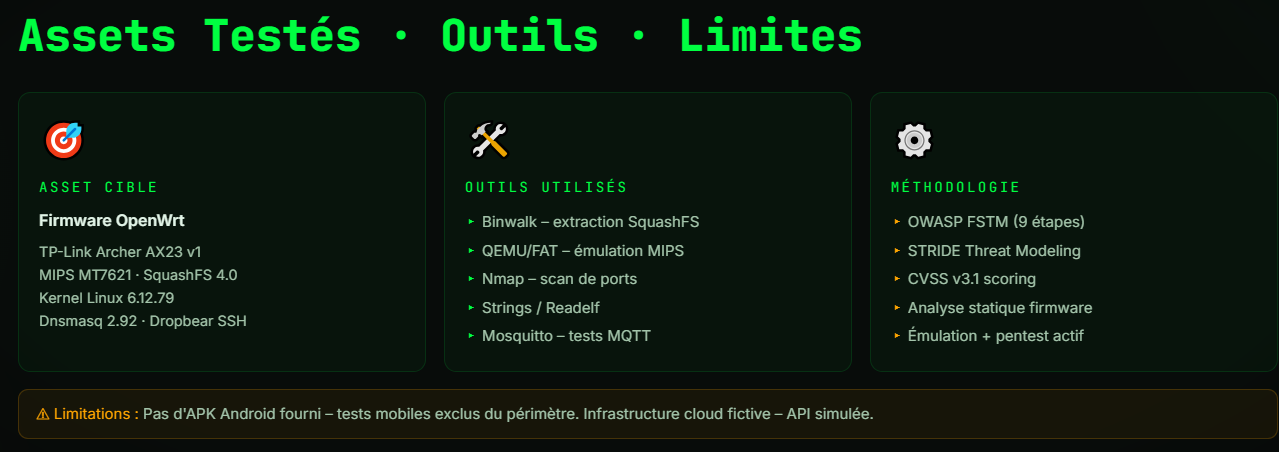 Assets Testés · Outils · Limites
ASSET CIBLE
Firmware OpenWrt
TP-Link Archer AX23 v1
MIPS MT7621 · SquashFS 4.0
Kernel Linux 6.12.79
Dnsmasq 2.92 · Dropbear SSH
OUTILS UTILISÉS
▸ Binwalk – extraction SquashFS
▸ QEMU/FAT – émulation MIPS
▸ Nmap – scan de ports
▸ Strings / Readelf
▸ Mosquitto – tests MQTT
MÉTHODOLOGIE
▸ OWASP FSTM (9 étapes)
▸ STRIDE Threat Modeling
▸ CVSS v3.1 scoring
▸ Analyse statique firmware
▸ Émulation + pentest actif
⚠ Limitations : Pas d'APK Android fourni – tests mobiles exclus du périmètre. Infrastructure cloud fictive – API simulée.